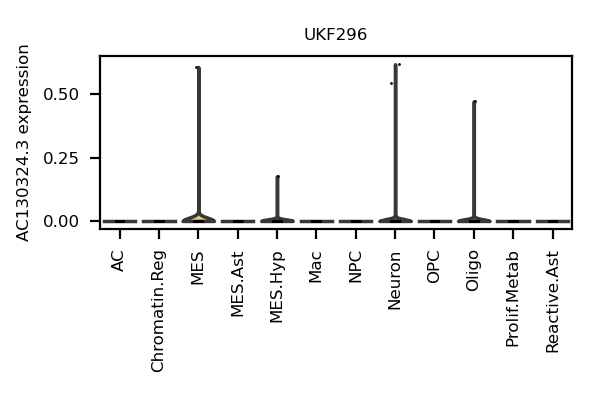 UKF296
AC130324.3 expression
0.50
0.25
0.00
AC
Chromatin.Reg
MES
MES.Ast
MES.Hyp
Mac
NPC
Neuron
OPC
Oligo
Prolif.Metab
Reactive.Ast